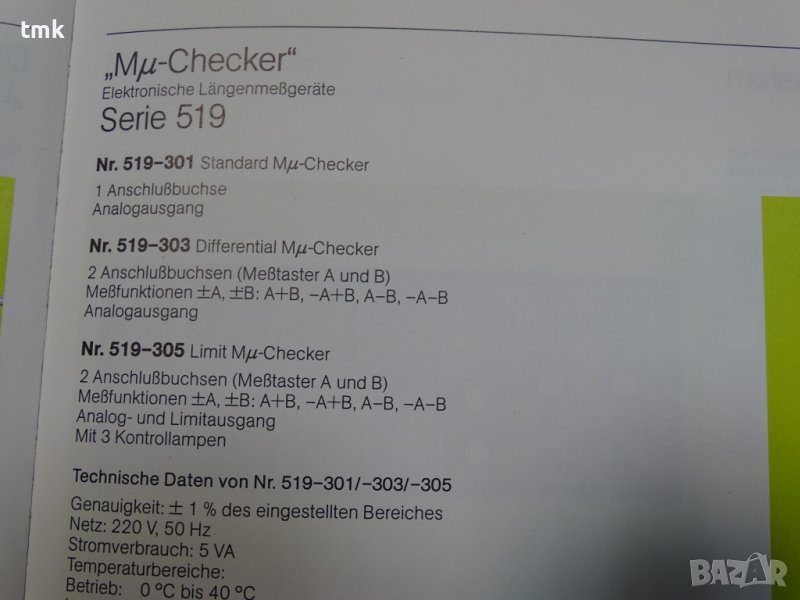 tmk
„Mµ-Checker“
Elektronische Längenmeßgeräte
Serie 519
Nr. 519–301 Standard Mµ-Checker
1 Anschlußbuchse
Analogausgang
Nr. 519–303 Differential Mµ-Checker
2 Anschlußbuchsen (Meßtaster A und B)
Meßfunktionen ±A, ±B: A+B, –A+B, A–B, –A–B
Analogausgang
Nr. 519–305 Limit Mµ-Checker
2 Anschlußbuchsen (Meßtaster A und B)
Meßfunktionen ±A, ±B: A+B, –A+B, A–B, –A–B
Analog- und Limitausgang
Mit 3 Kontrollampen
Technische Daten von Nr. 519–301/–303/–305
Genauigkeit: ± 1 % des eingestellten Bereiches
Netz: 220 V, 50 Hz
Stromverbrauch: 5 VA
Temperaturbereiche:
Betrieb: 0 °C bis 40 °C
BAZAR